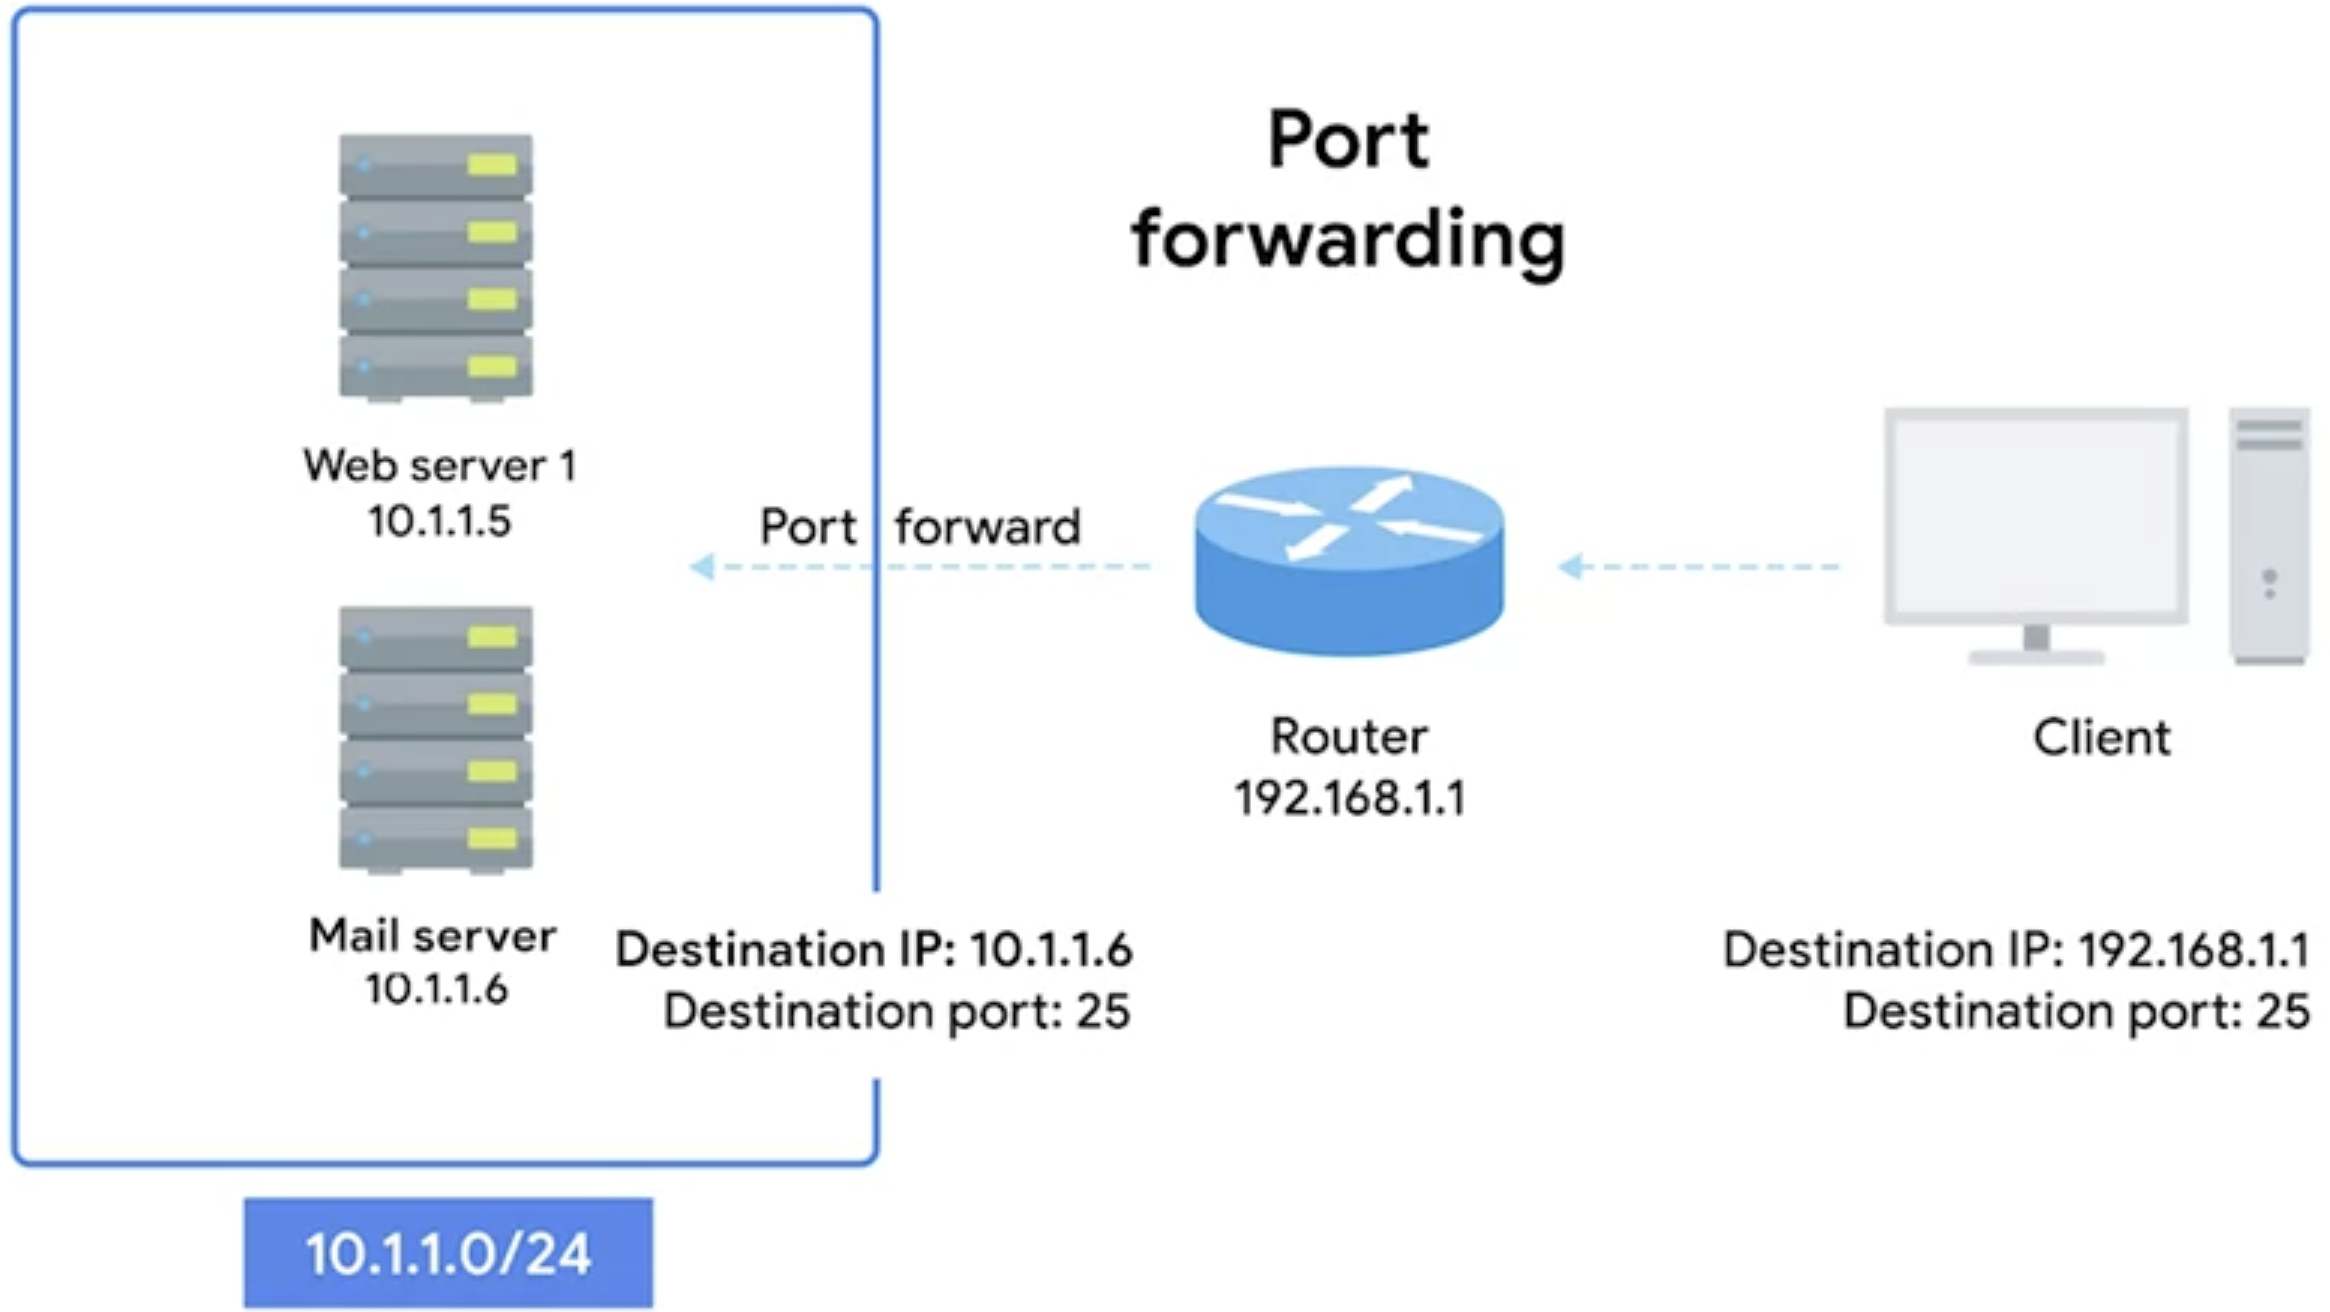 Port
forwarding
Web server 1
10.1.1.5
Port forward
Mail server
10.1.1.6
Router
192.168.1.1
Client
Destination IP: 10.1.1.6
Destination port: 25
Destination IP: 192.168.1.1
Destination port: 25
10.1.1.0/24